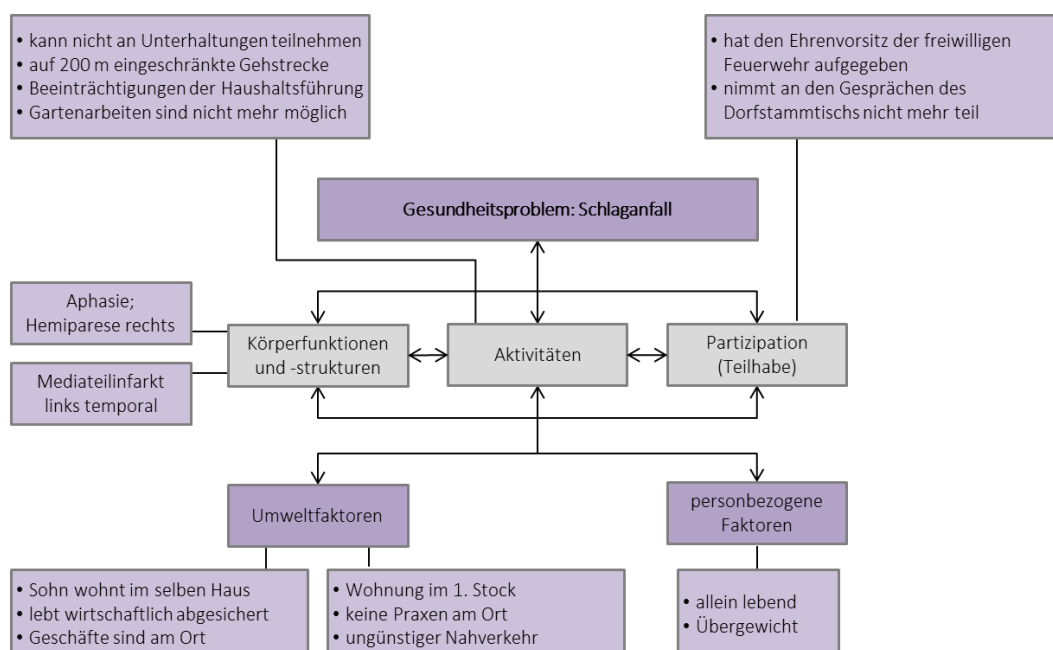 • kann nicht an Unterhaltungen teilnehmen
• auf 200 m eingeschränkte Gehstrecke
• Beeinträchtigungen der Haushaltsführung
• Gartenarbeiten sind nicht mehr möglich
• hat den Ehrenvorsitz der freiwilligen
Feuerwehr aufgegeben
• nimmt an den Gesprächen des
Dorfstammtischs nicht mehr teil
Gesundheitsproblem: Schlaganfall
Aphasie;
Hemiparese rechts
Mediateilinfarkt
links temporal
Körperfunktionen
und -strukturen
Aktivitäten
Partizipation
(Teilhabe)
Umweltfaktoren
personbezogene
Faktoren
• Sohn wohnt im selben Haus
• lebt wirtschaftlich abgesichert
• Geschäfte sind am Ort
• Wohnung im 1. Stock
• keine Praxen am Ort
• ungünstiger Nahverkehr
• allein lebend
• Übergewicht